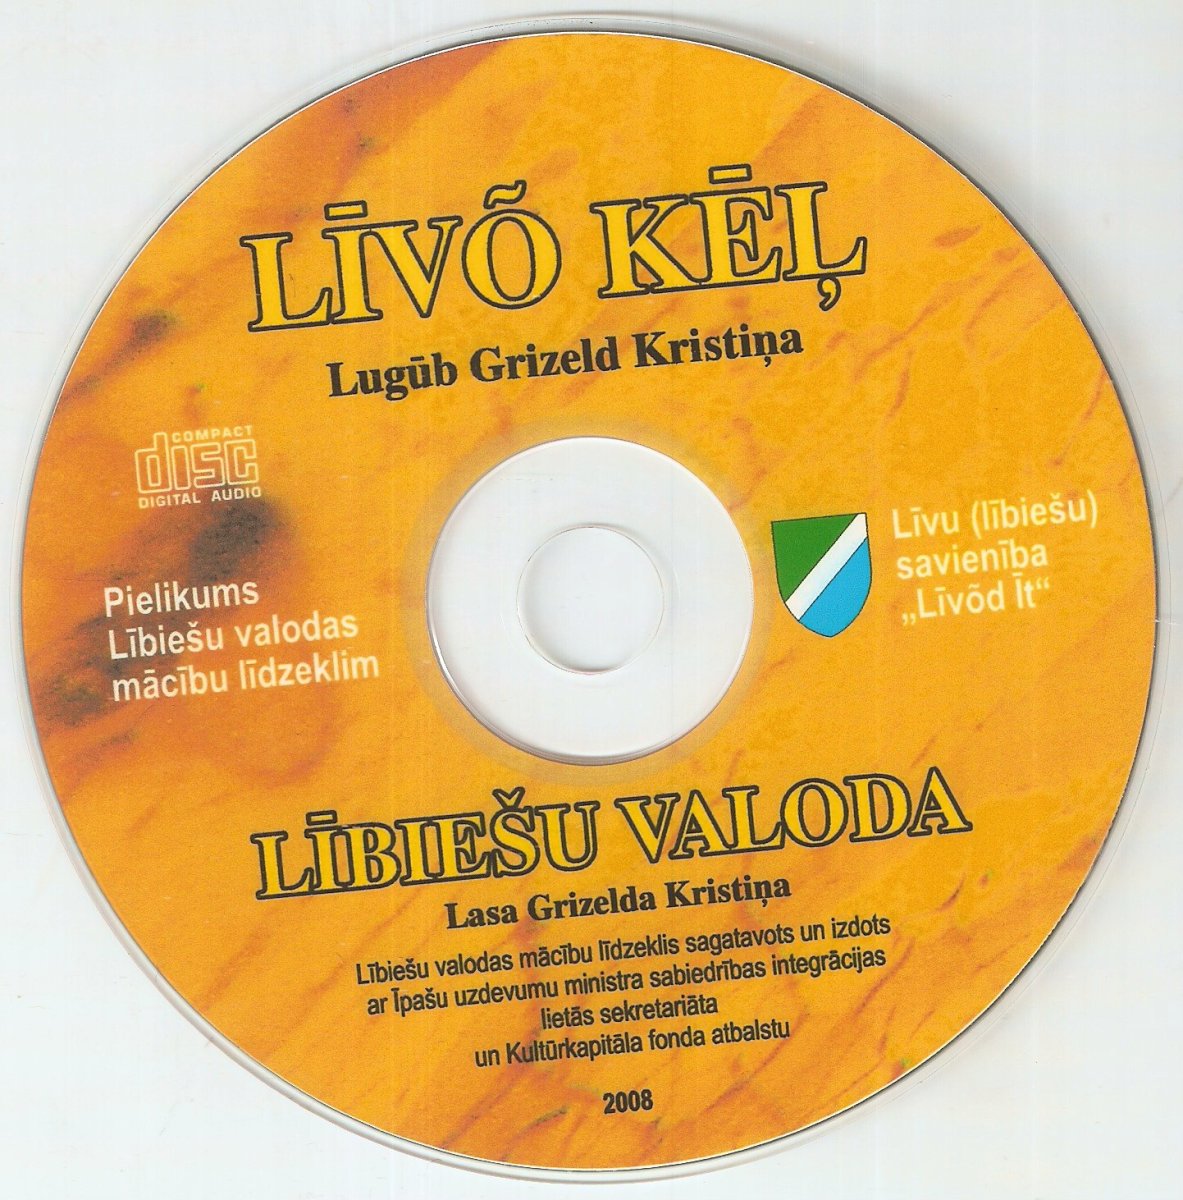 LĪVÕ KĒĻ
Lugūb Grizeld Kristiņa
COMPACT
disc
DIGITAL AUDIO
Pielikums
Lībiešu valodas
mācību līdzeklim
Līvu (lībiešu)
savienība
„Līvõd Īt“
LĪBIEŠU VALODA
Lasa Grizelda Kristiņa
Lībiešu valodas mācību līdzeklis sagatavots un izdots
ar Īpašu uzdevumu ministra sabiedrības integrācijas
lietās sekretariāta
un Kultūrkapitāla fonda atbalstu
2008